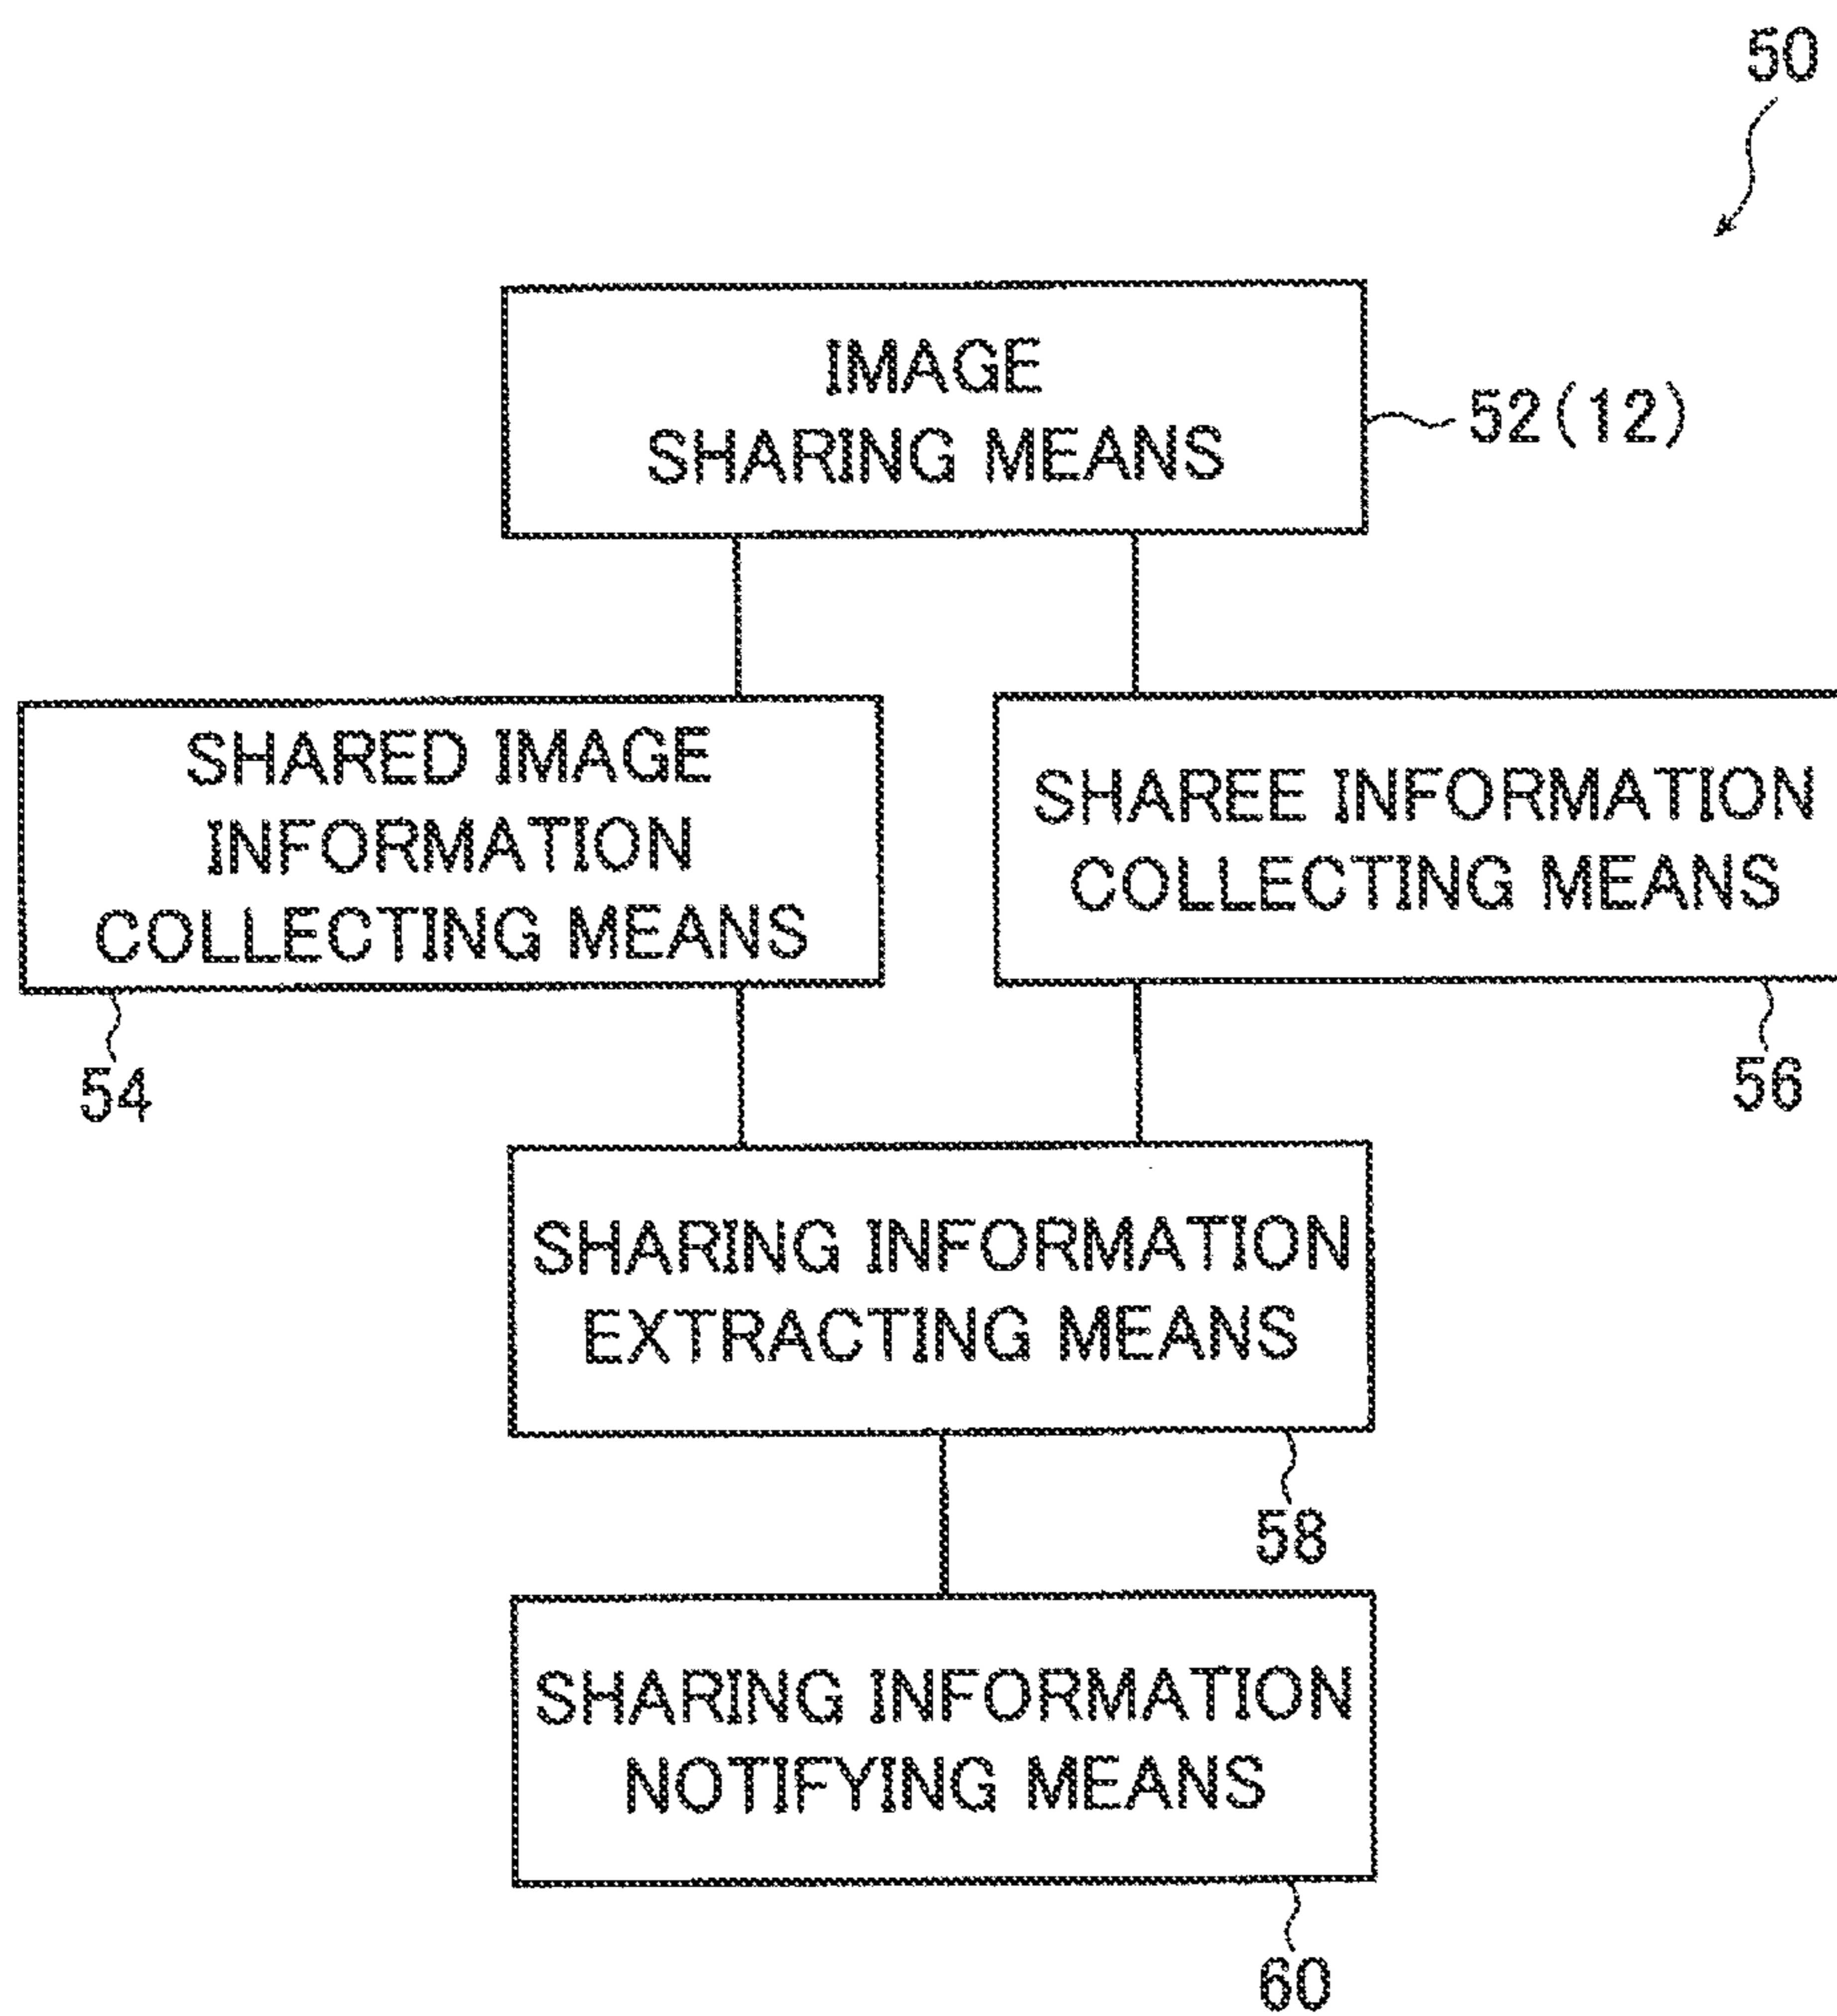 50
IMAGE
SHARING MEANS
52(12)
SHARED IMAGE
INFORMATION
COLLECTING MEANS
54
SHAREE INFORMATION
COLLECTING MEANS
56
SHARING INFORMATION
EXTRACTING MEANS
58
SHARING INFORMATION
NOTIFYING MEANS
60